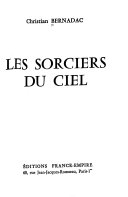 Christian BERNADAC
LES SORCIERS
DU CIEL
ÉDITIONS FRANCE-EMPIRE
68, rue Jean-Jacques-Rousseau, Paris-1ᵉʳ